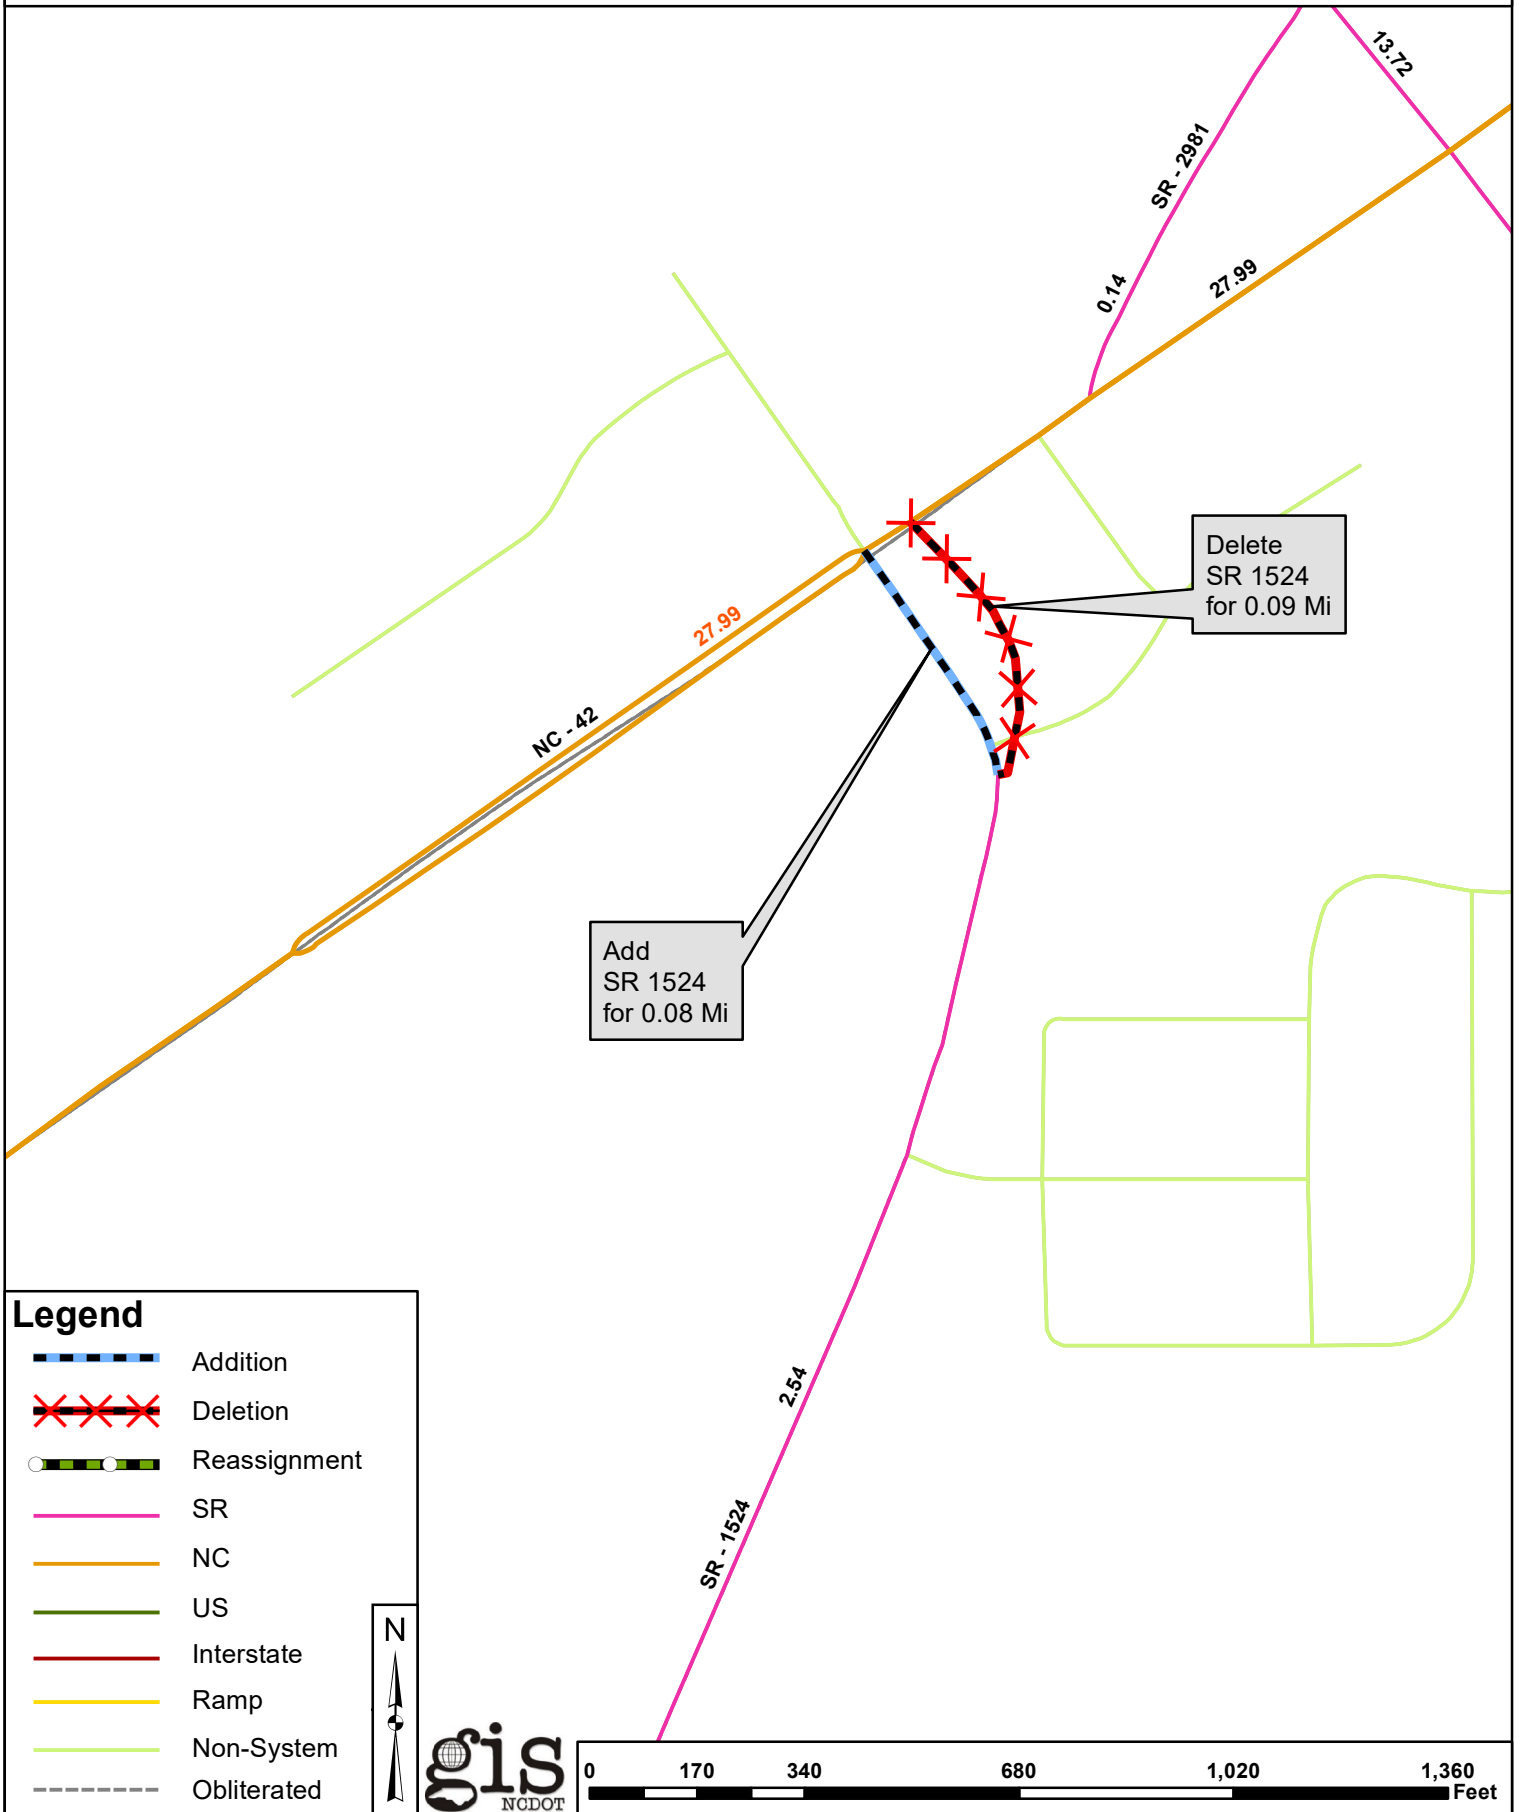 13.72
SR - 2981
27.99
0.14
Delete
SR 1524
for 0.09 Mi
27.99
NC - 42
Add
SR 1524
for 0.08 Mi
2.54
SR - 1524
Legend
Addition
Deletion
Reassignment
SR
NC
US
Interstate
Ramp
Non-System
Obliterated
N
gis
NCDOT
0 170 340 680 1,020 1,360
Feet